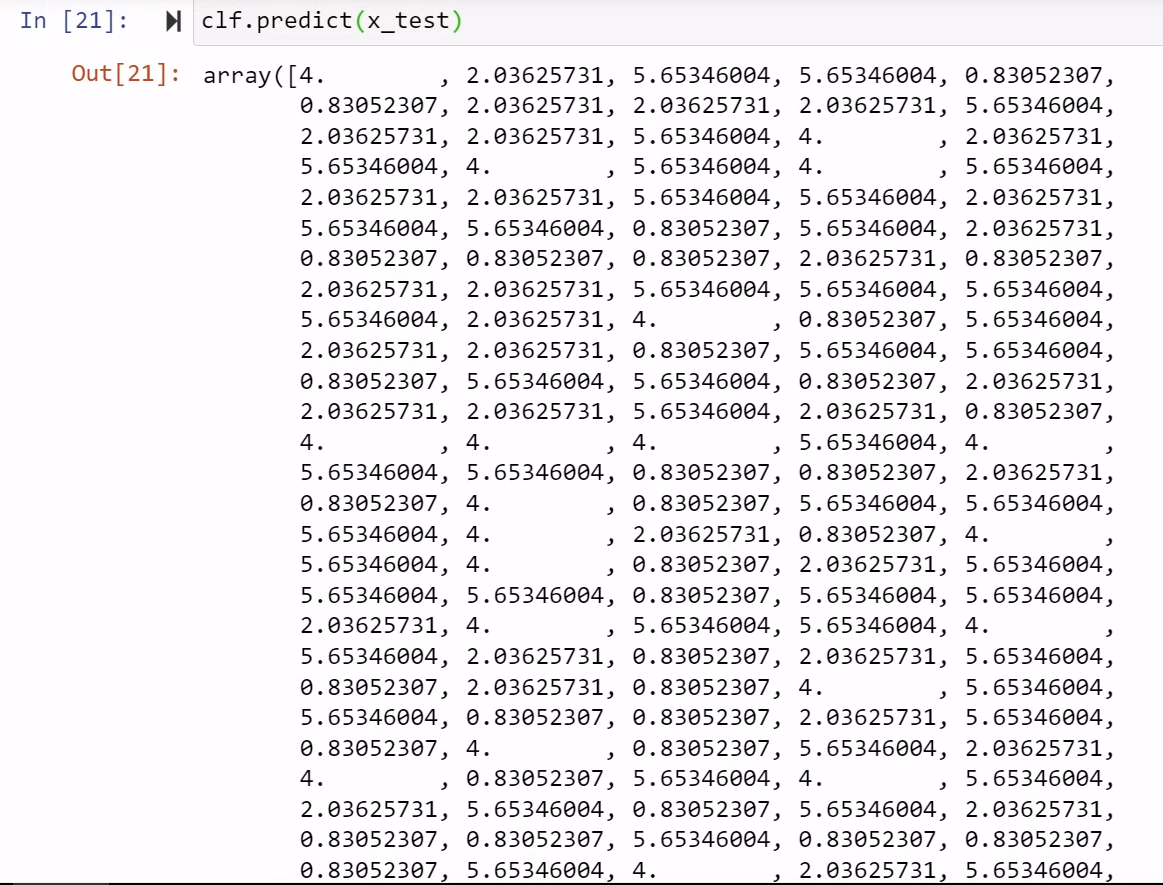 In [21]: clf.predict(x_test)
Out[21]: array([4.        , 2.03625731, 5.65346004, 5.65346004, 0.83052307,
0.83052307, 2.03625731, 2.03625731, 2.03625731, 5.65346004,
2.03625731, 2.03625731, 5.65346004, 4.        , 2.03625731,
5.65346004, 4.        , 5.65346004, 4.        , 5.65346004,
2.03625731, 2.03625731, 5.65346004, 5.65346004, 2.03625731,
5.65346004, 5.65346004, 0.83052307, 5.65346004, 2.03625731,
0.83052307, 0.83052307, 0.83052307, 2.03625731, 0.83052307,
2.03625731, 2.03625731, 5.65346004, 5.65346004, 5.65346004,
5.65346004, 2.03625731, 4.        , 0.83052307, 5.65346004,
2.03625731, 2.03625731, 0.83052307, 5.65346004, 5.65346004,
0.83052307, 5.65346004, 5.65346004, 0.83052307, 2.03625731,
2.03625731, 2.03625731, 5.65346004, 2.03625731, 0.83052307,
4.        , 4.        , 4.        , 5.65346004, 4.        ,
5.65346004, 5.65346004, 0.83052307, 0.83052307, 2.03625731,
0.83052307, 4.        , 0.83052307, 5.65346004, 5.65346004,
5.65346004, 4.        , 2.03625731, 0.83052307, 4.        ,
5.65346004, 4.        , 0.83052307, 2.03625731, 5.65346004,
5.65346004, 5.65346004, 0.83052307, 5.65346004, 5.65346004,
2.03625731, 4.        , 5.65346004, 5.65346004, 4.        ,
5.65346004, 2.03625731, 0.83052307, 2.03625731, 5.65346004,
0.83052307, 2.03625731, 0.83052307, 4.        , 5.65346004,
5.65346004, 0.83052307, 0.83052307, 2.03625731, 5.65346004,
0.83052307, 4.        , 0.83052307, 5.65346004, 2.03625731,
4.        , 0.83052307, 5.65346004, 4.        , 5.65346004,
2.03625731, 5.65346004, 0.83052307, 5.65346004, 2.03625731,
0.83052307, 0.83052307, 5.65346004, 0.83052307, 0.83052307,
0.83052307, 5.65346004, 4.        , 2.03625731, 5.65346004,